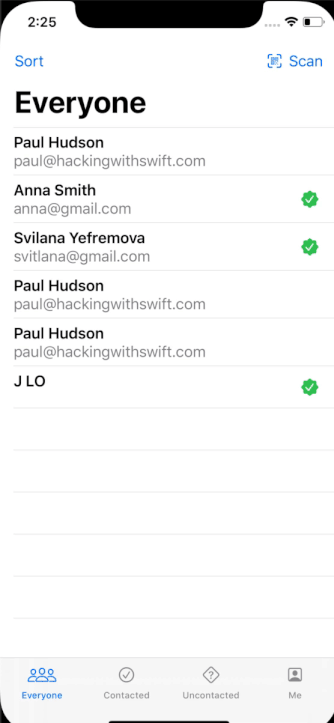 2:25
Sort
Scan
Everyone
Paul Hudson
paul@hackingwithswift.com
Anna Smith
anna@gmail.com
Svilana Yefremova
svitlana@gmail.com
Paul Hudson
paul@hackingwithswift.com
Paul Hudson
paul@hackingwithswift.com
J LO
Everyone
Contacted
Uncontacted
Me